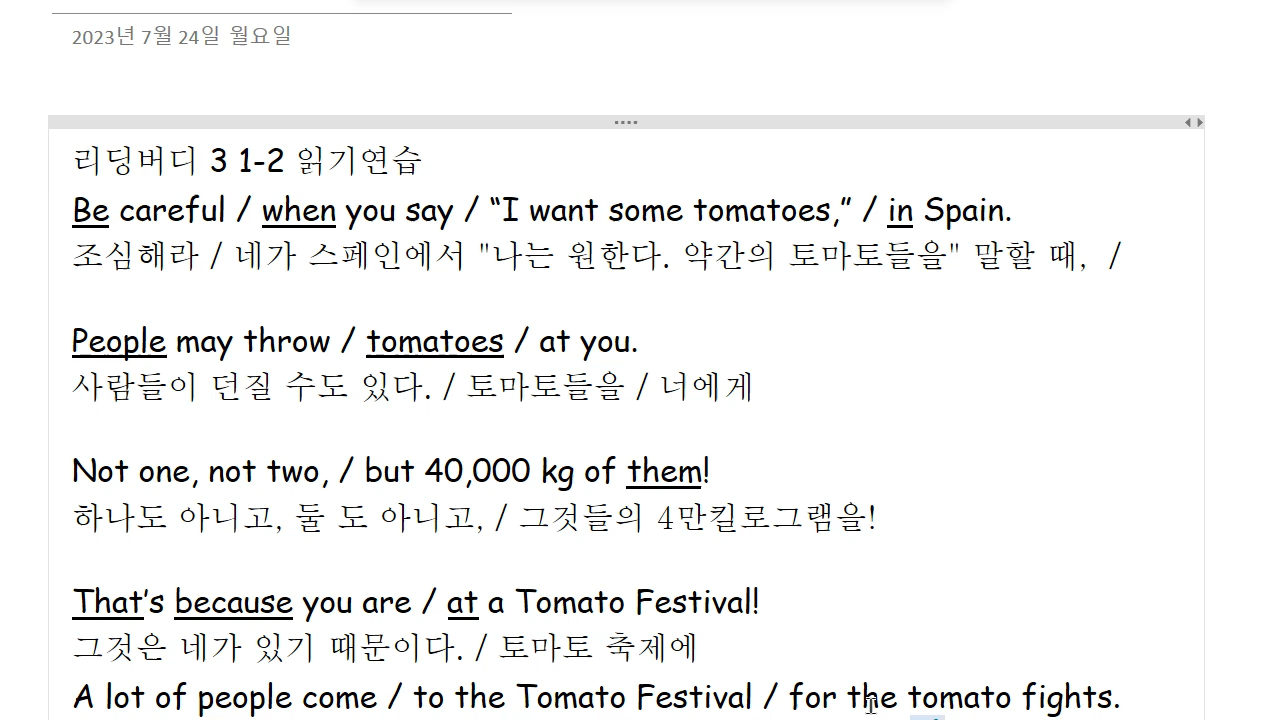 2023년 7월 24일 월요일
리딩버디 3 1-2 읽기연습
Be careful / when you say / “I want some tomatoes,” / in Spain.
조심해라 / 네가 스페인에서 "나는 원한다. 약간의 토마토들을" 말할 때, /
People may throw / tomatoes / at you.
사람들이 던질 수도 있다. / 토마토들을 / 너에게
Not one, not two, / but 40,000 kg of them!
하나도 아니고, 둘 도 아니고, / 그것들의 4만킬로그램을!
That’s because you are / at a Tomato Festival!
그것은 네가 있기 때문이다. / 토마토 축제에
A lot of people come / to the Tomato Festival / for the tomato fights.